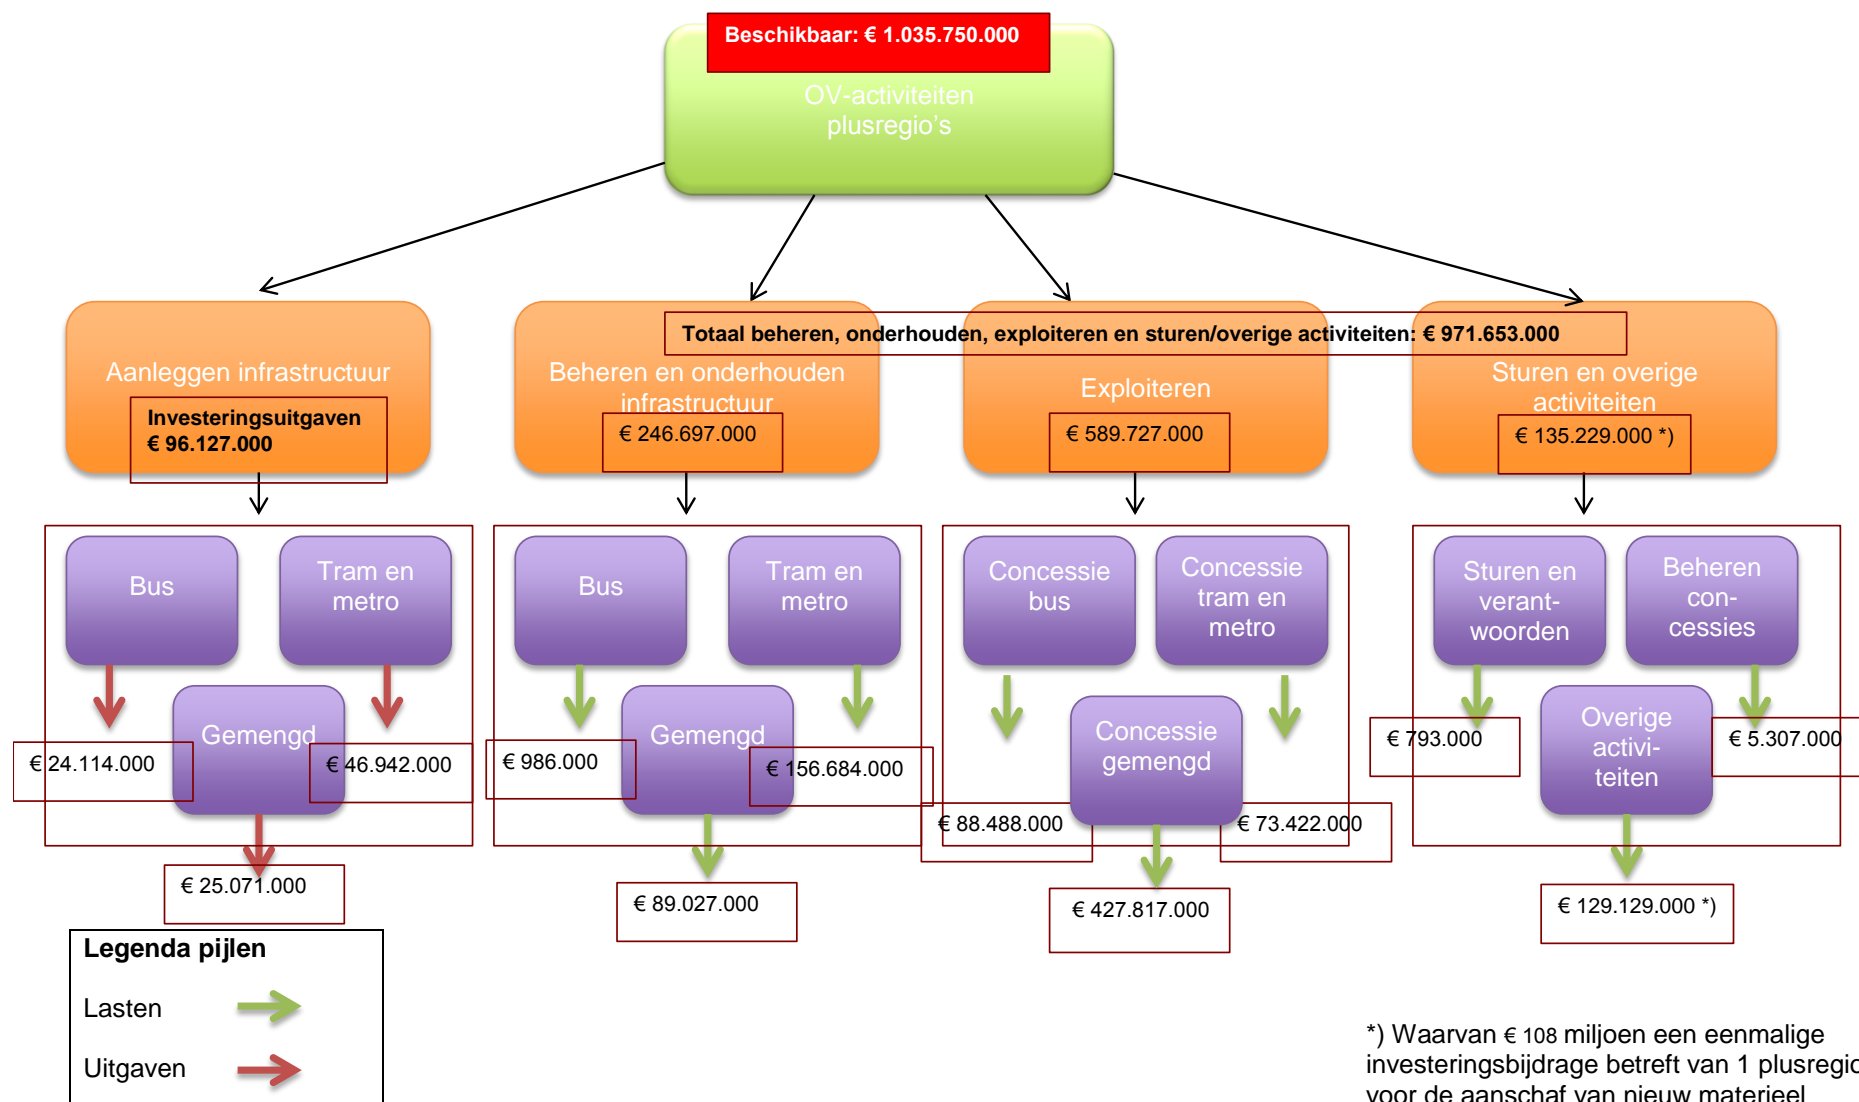 Beschikbaar: € 1.035.750.000
OV-activiteiten
plusregio's
Totaal beheren, onderhouden, exploiteren en sturen/overige activiteiten: € 971.653.000
Aanleggen infrastructuur
Investeringsuitgaven
€ 96.127.000
Beheren en onderhouden
infrastructuur
€ 246.697.000
Exploiteren
€ 589.727.000
Sturen en overige
activiteiten
€ 135.229.000 *)
Bus
Tram en
metro
Gemengd
€ 24.114.000
€ 46.942.000
€ 25.071.000
Bus
Tram en
metro
Gemengd
€ 986.000
€ 156.684.000
€ 89.027.000
Concessie
bus
Concessie
tram en
metro
Concessie
gemengd
€ 88.488.000
€ 73.422.000
€ 427.817.000
Sturen en
verant-
woorden
Beheren
con-
cessies
Overige
activi-
teiten
€ 793.000
€ 5.307.000
€ 129.129.000 *)
Legenda pijlen
Lasten
Uitgaven
*) Waarvan € 108 miljoen een eenmalige
investeringsbijdrage betreft van 1 plusregio
voor de aanschaf van nieuw materieel